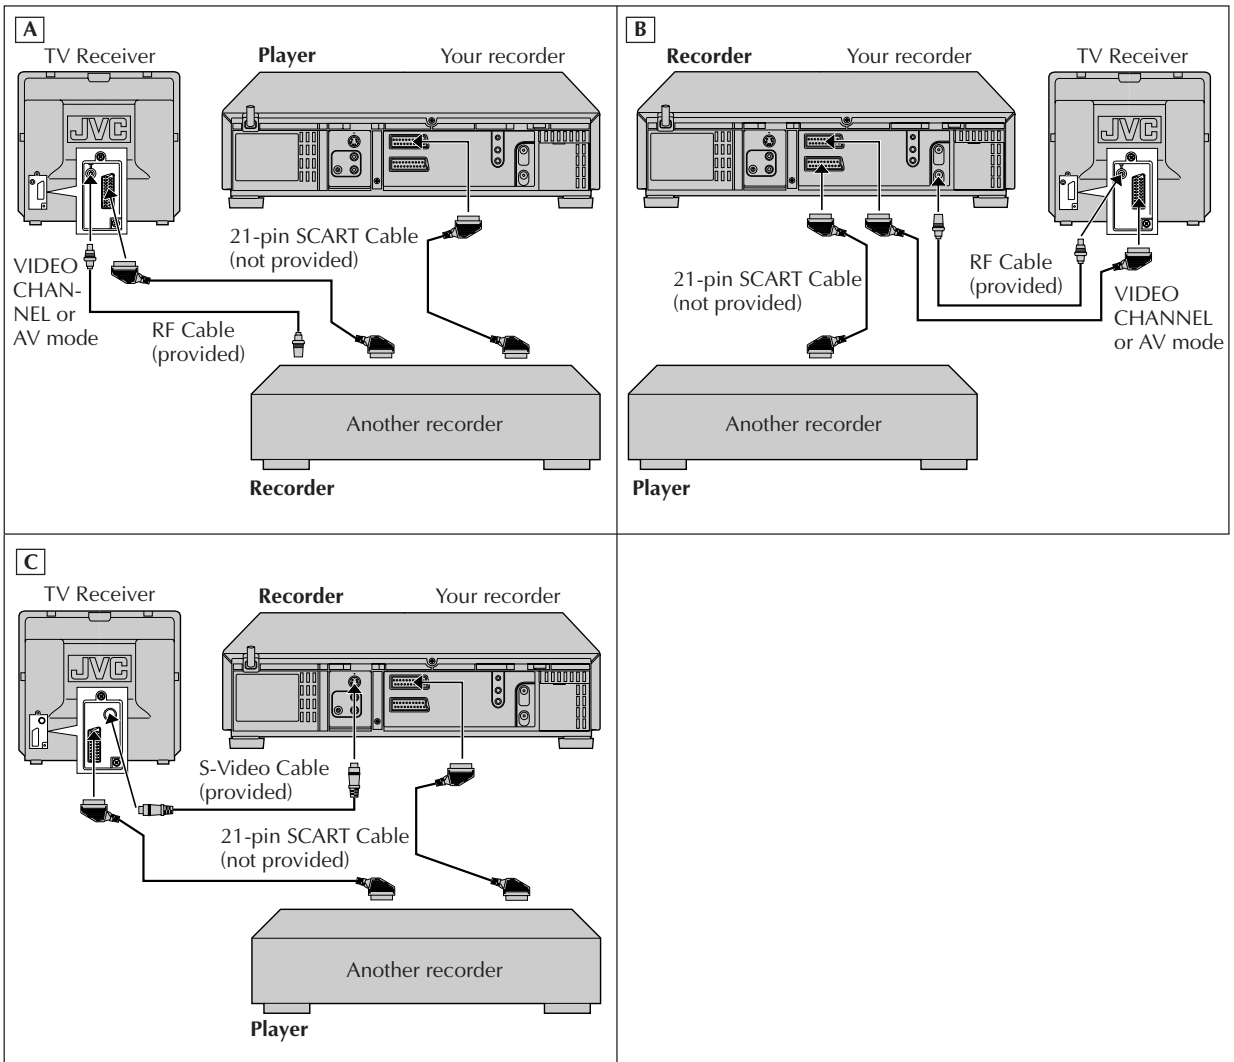 A
TV Receiver
Player
Your recorder
JVC
21-pin SCART Cable
(not provided)
VIDEO
CHAN-
NEL or
AV mode
RF Cable
(provided)
Another recorder
Recorder
B
Recorder
Your recorder
TV Receiver
JVC
21-pin SCART Cable
(not provided)
RF Cable
(provided)
VIDEO
CHANNEL
or AV mode
Another recorder
Player
C
TV Receiver
Recorder
Your recorder
JVC
S-Video Cable
(provided)
21-pin SCART Cable
(not provided)
Another recorder
Player